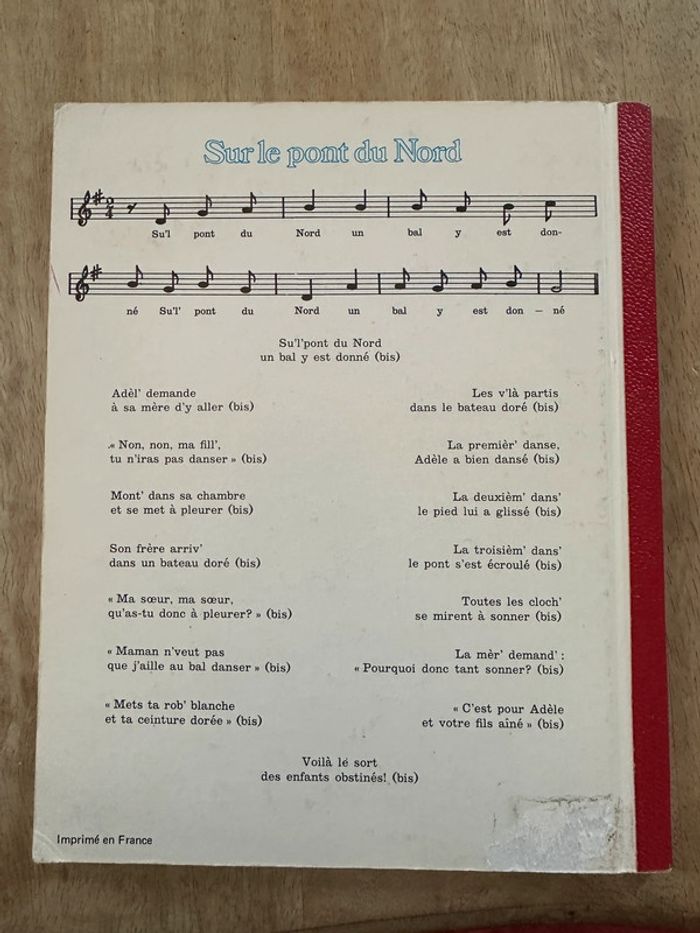 Sur le pont du Nord
2
4
Su'l pont du Nord un bal y est don-
né Su'l' pont du Nord un bal y est don – né
Su'l'pont du Nord
un bal y est donné (bis)
Adèl' demande
à sa mère d'y aller (bis)
« Non, non, ma fill',
tu n'iras pas danser » (bis)
Mont' dans sa chambre
et se met à pleurer (bis)
Son frère arriv'
dans un bateau doré (bis)
« Ma sœur, ma sœur,
qu'as-tu donc à pleurer? » (bis)
« Maman n'veut pas
que j'aille au bal danser » (bis)
« Mets ta rob' blanche
et ta ceinture dorée » (bis)
Les v'là partis
dans le bateau doré (bis)
La premièr' danse,
Adèle a bien dansé (bis)
La deuxièm' dans'
le pied lui a glissé (bis)
La troisièm' dans'
le pont s'est écroulé (bis)
Toutes les cloch'
se mirent à sonner (bis)
La mèr' demand' :
« Pourquoi donc tant sonner? (bis)
« C'est pour Adèle
et votre fils aîné » (bis)
Voilà le sort
des enfants obstinés! (bis)
Imprimé en France